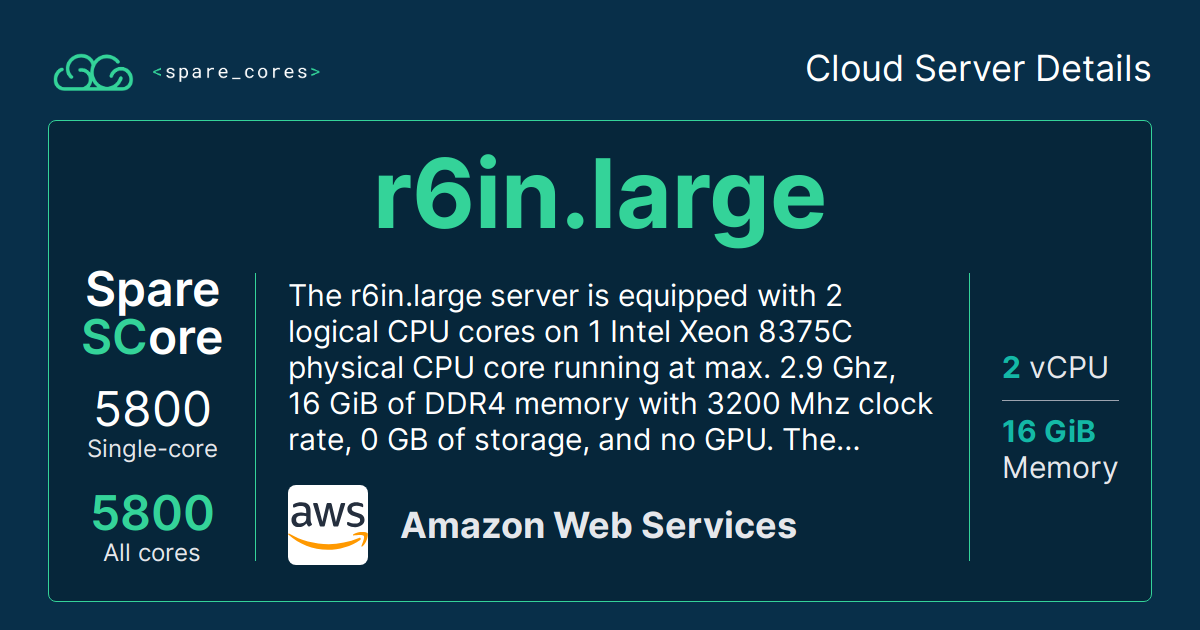 <spare_cores>
Cloud Server Details
r6in.large
Spare
SCore
5800
Single-core
5800
All cores
The r6in.large server is equipped with 2
logical CPU cores on 1 Intel Xeon 8375C
physical CPU core running at max. 2.9 Ghz,
16 GiB of DDR4 memory with 3200 Mhz clock
rate, 0 GB of storage, and no GPU. The...
aws
Amazon Web Services
2 vCPU
16 GiB
Memory